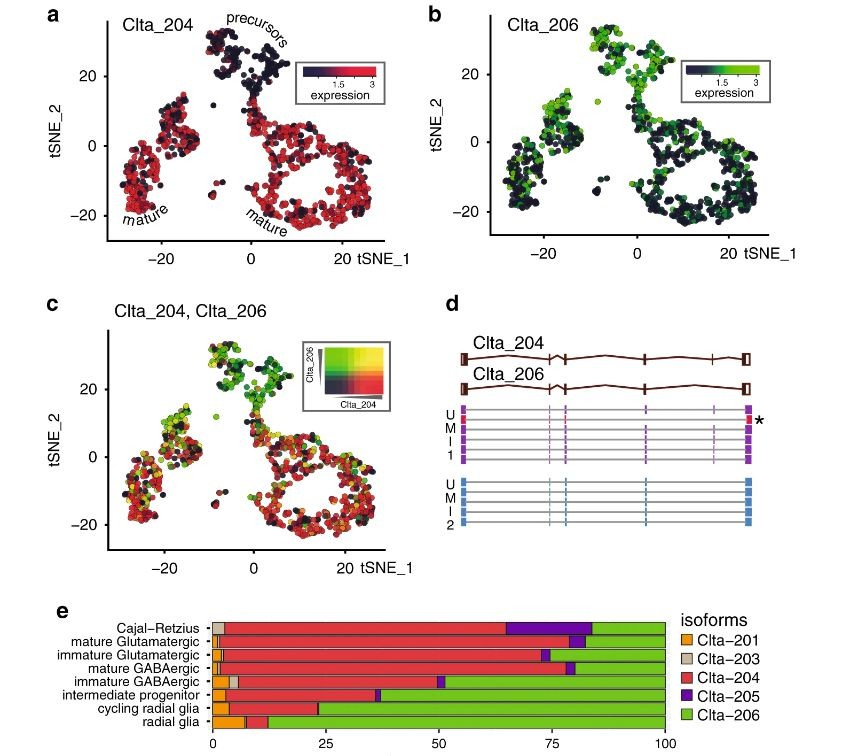 a
Clta_204
precursors
20
0
−20
tSNE_2
1.5 3
expression
mature
mature
−20 0 20 tSNE_1
b
Clta_206
20
0
−20
tSNE_2
1.5 3
expression
−20 0 20 tSNE_1
c
Clta_204, Clta_206
20
0
−20
tSNE_2
Clta_206
Clta_204
−20 0 20 tSNE_1
d
Clta_204
Clta_206
U
M
I
1
*
U
M
I
2
e
Cajal−Retzius
mature Glutamatergic
immature Glutamatergic
mature GABAergic
immature GABAergic
intermediate progenitor
cycling radial glia
radial glia
0 25 50 75 100
isoforms
Clta−201
Clta−203
Clta−204
Clta−205
Clta−206